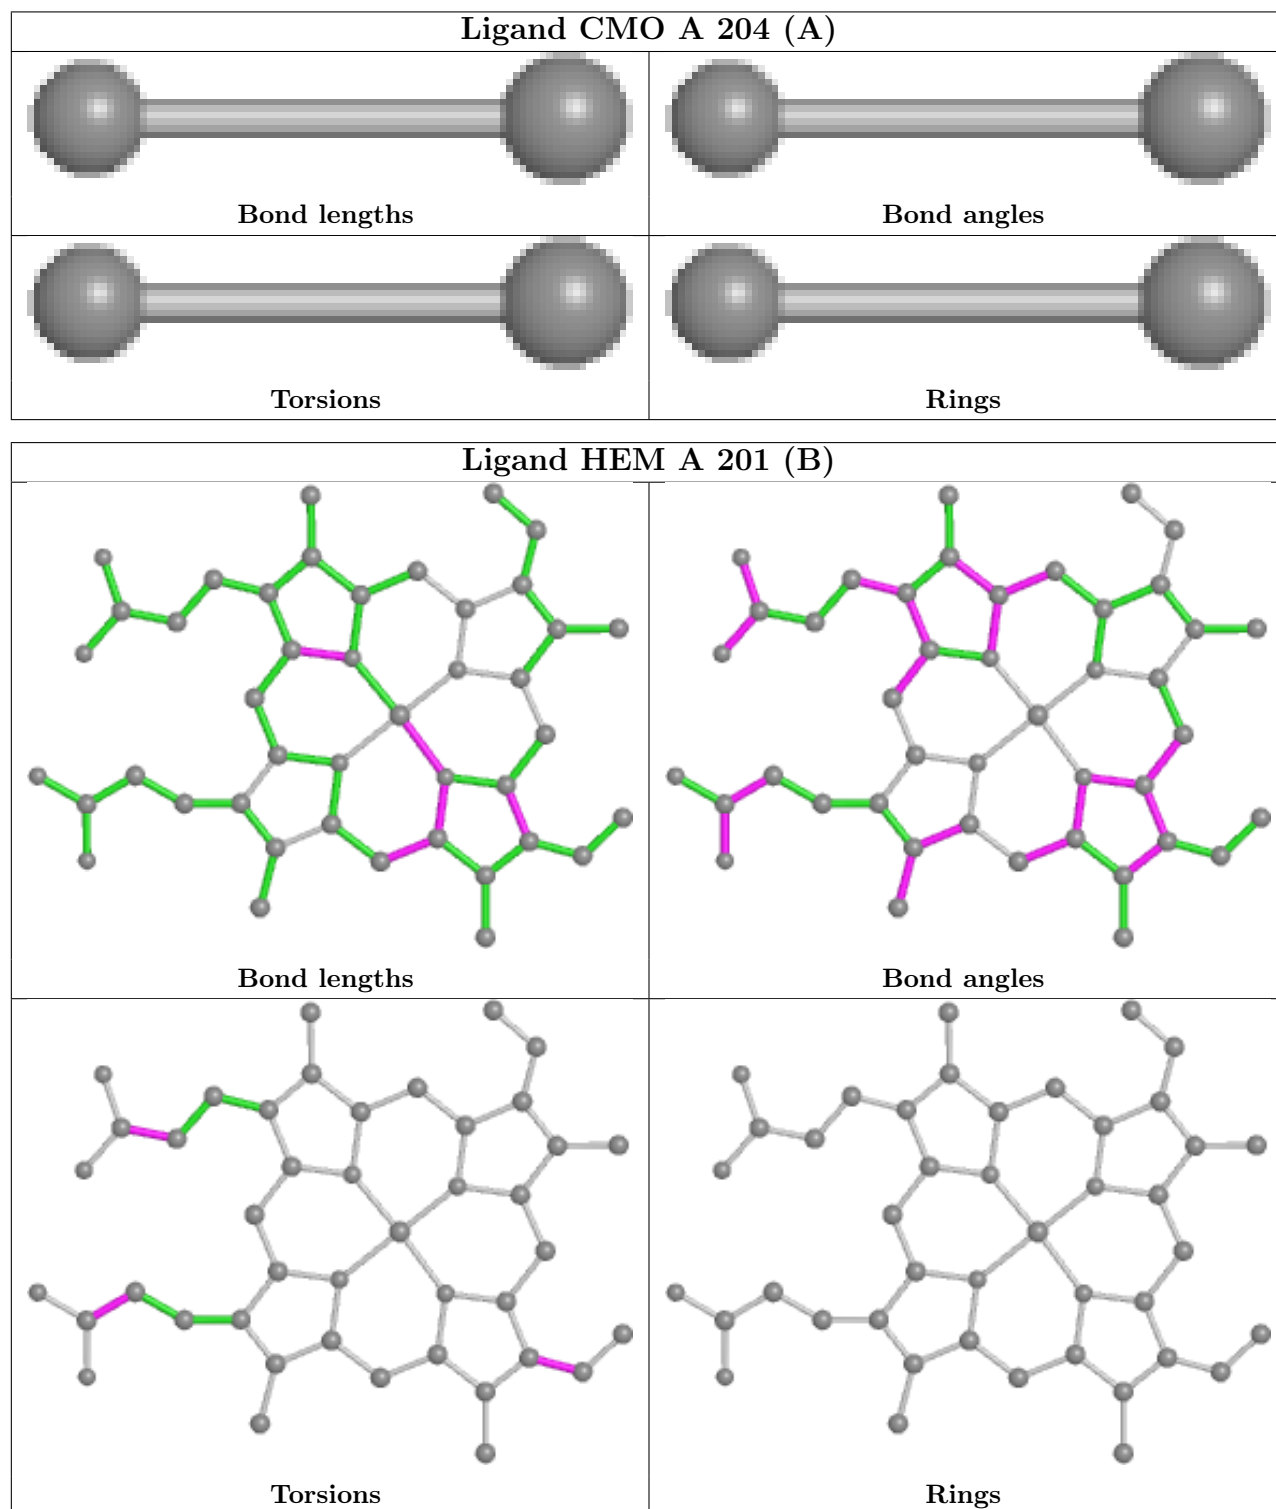 Ligand CMO A 204 (A)
Bond lengths
Bond angles
Torsions
Rings
Ligand HEM A 201 (B)
Bond lengths
Bond angles
Torsions
Rings